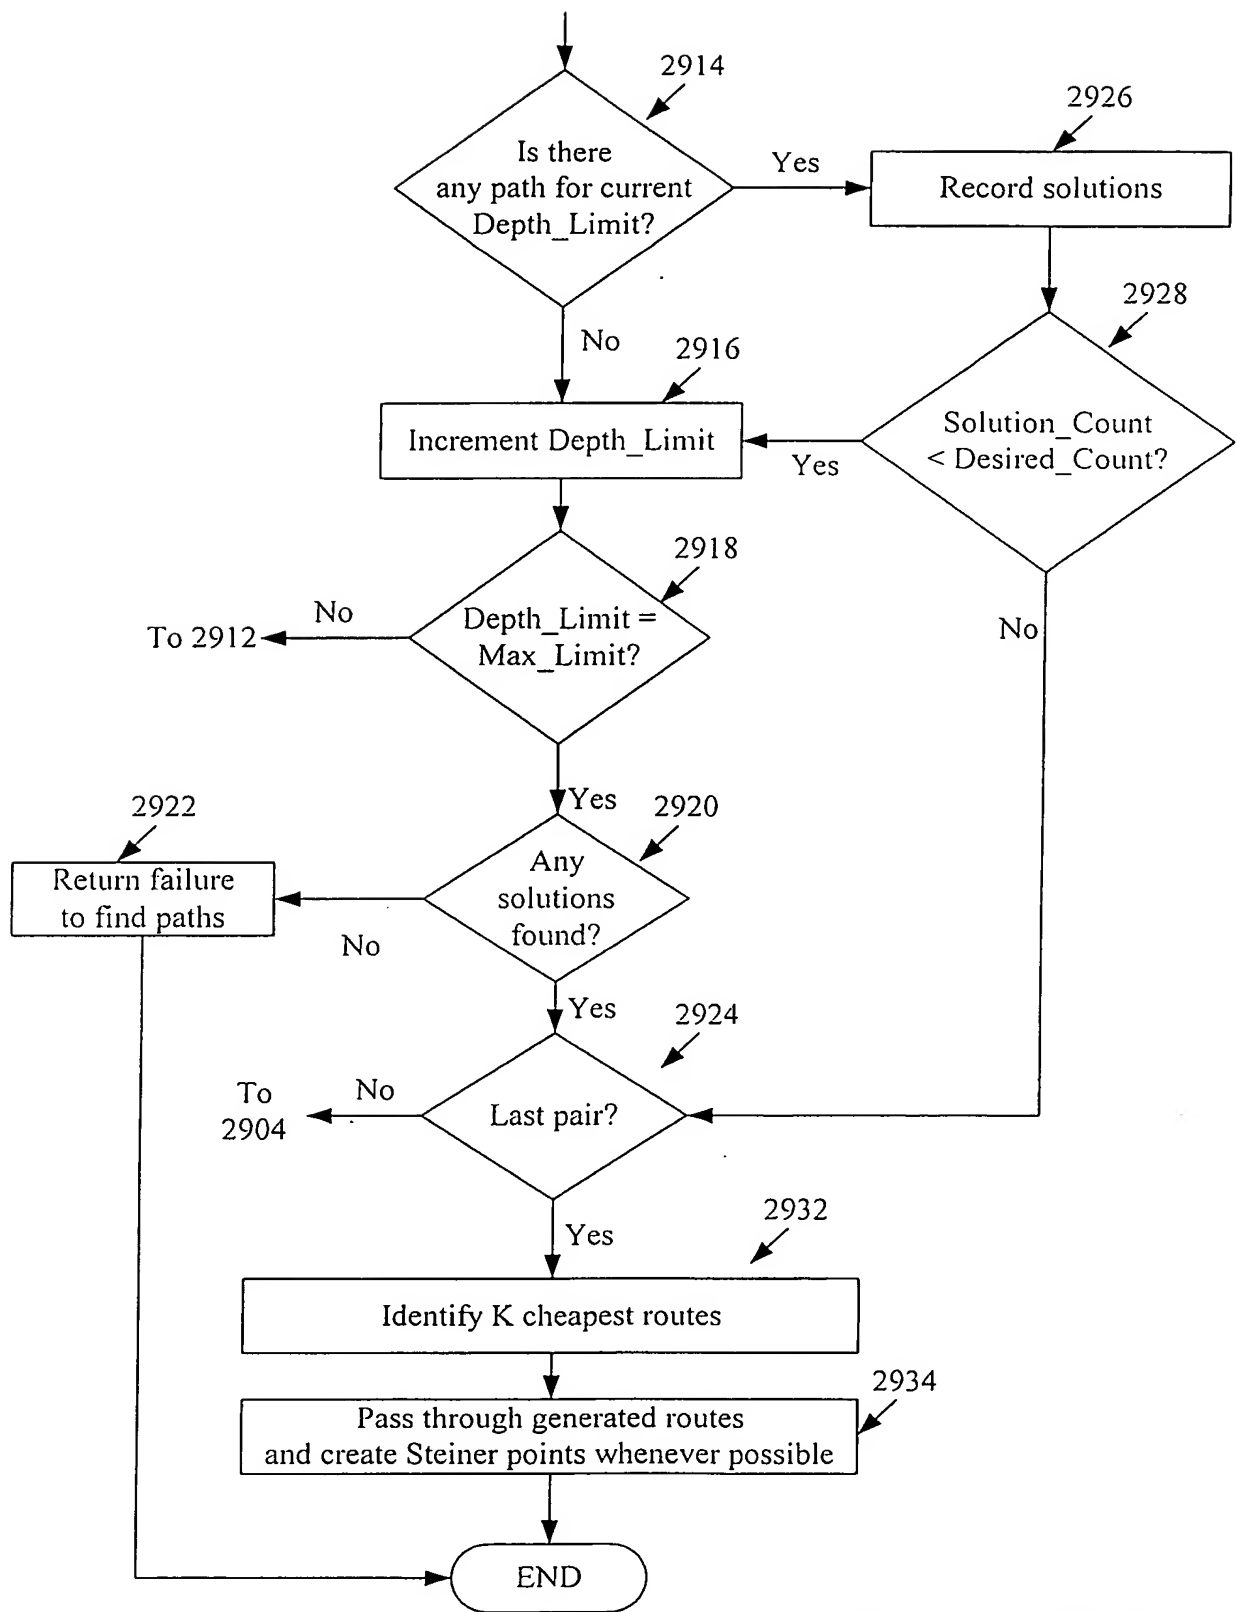 2914
2926
Is there
any path for current
Depth_Limit?
Yes
Record solutions
2928
No
2916
Increment Depth_Limit
Yes
Solution_Count
< Desired_Count?
2918
No
To 2912
Depth_Limit =
Max_Limit?
No
Yes
2920
2922
Return failure
to find paths
Any
solutions
found?
No
Yes
2924
To
2904
No
Last pair?
Yes
2932
Identify K cheapest routes
2934
Pass through generated routes
and create Steiner points whenever possible
END